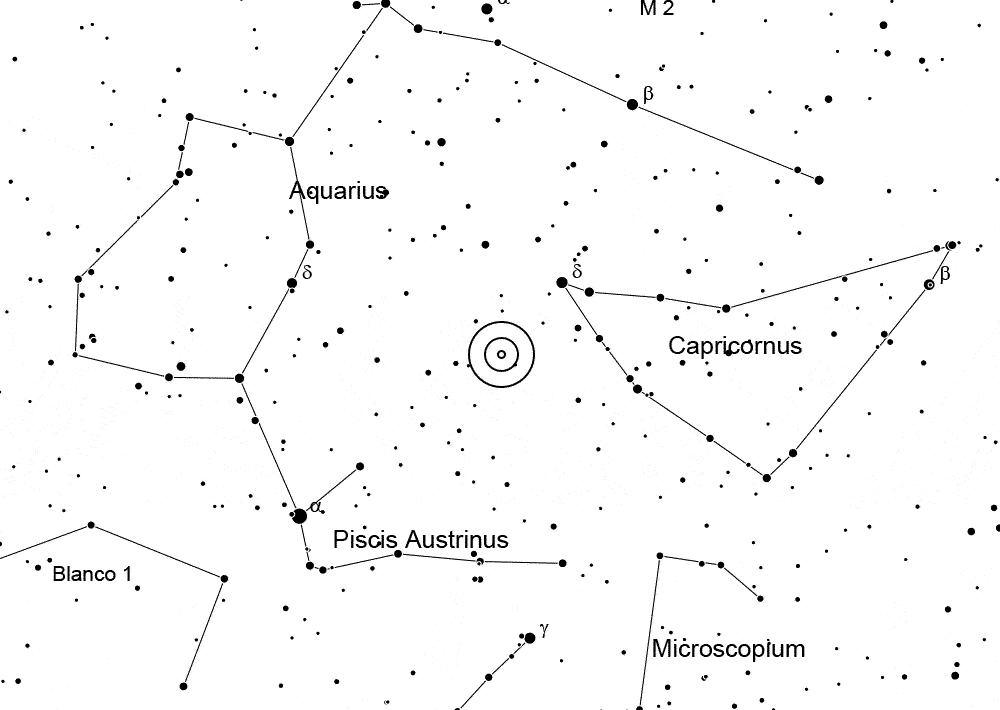 α
M 2
β
Aquarius
δ
δ
β
Capricornus
α
Piscis Austrinus
Blanco 1
γ
Microscopium